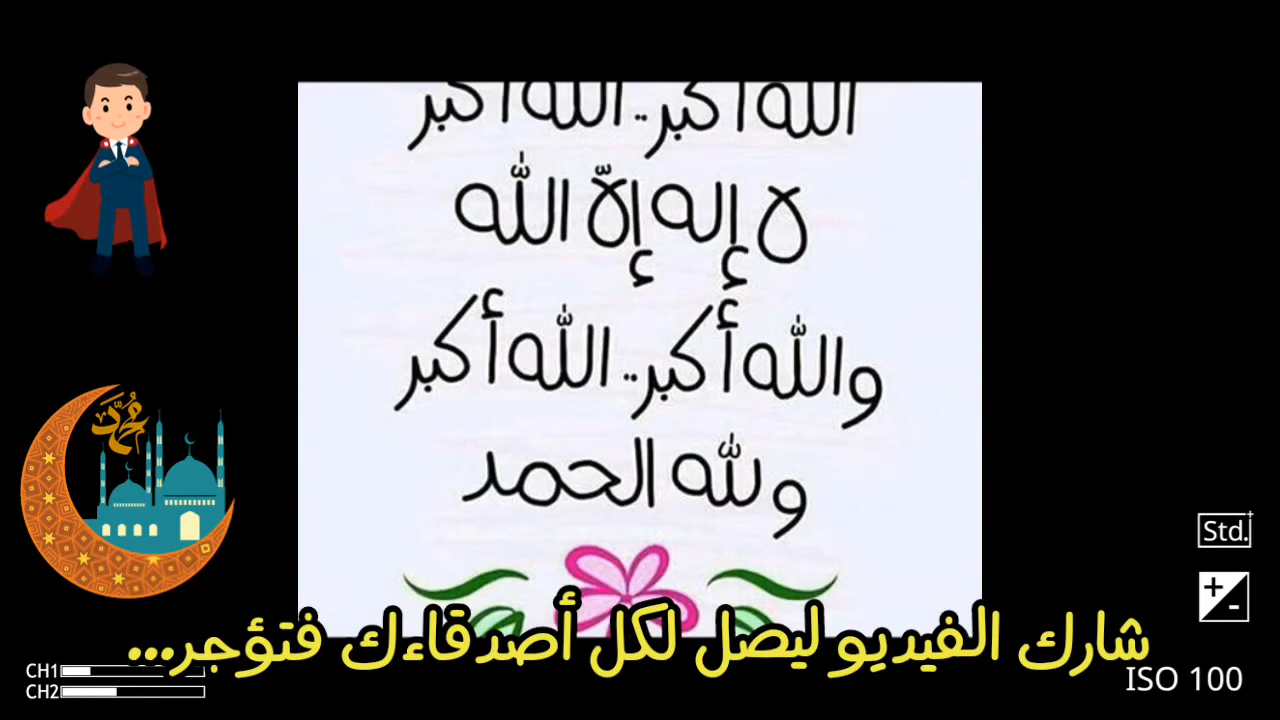 الله أكبر.. الله أكبر
لا إله إلاّ الله
والله أكبر.. الله أكبر
ولله الحمد
محمد
شارك الفيديو ليصل لكل أصدقاءك فتؤجر...
Std.+
+ -
CH1
CH2
ISO 100